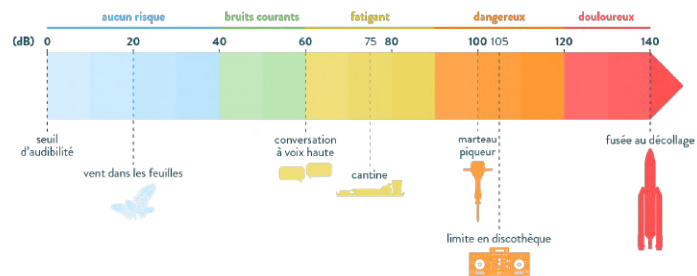 aucun risque bruits courants fatigant dangereux douloureux
(dB) 0 20 40 60 75 80 100 105 120 140
seuil
d'audibilité
vent dans les feuilles
conversation
à voix haute
cantine
marteau
piqueur
limite en discothèque
fusée au décollage